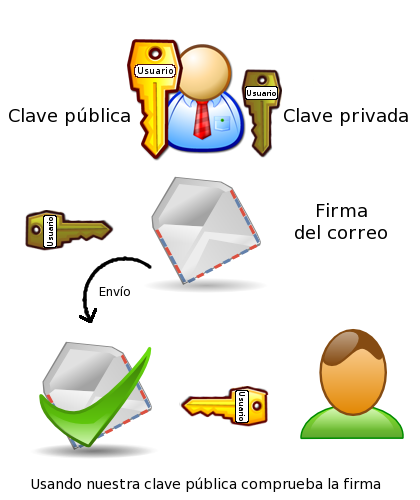 Usuario
Usuario
Clave pública
Clave privada
Usuario
Firma
del correo
Envío
Usuario
Usando nuestra clave pública comprueba la firma